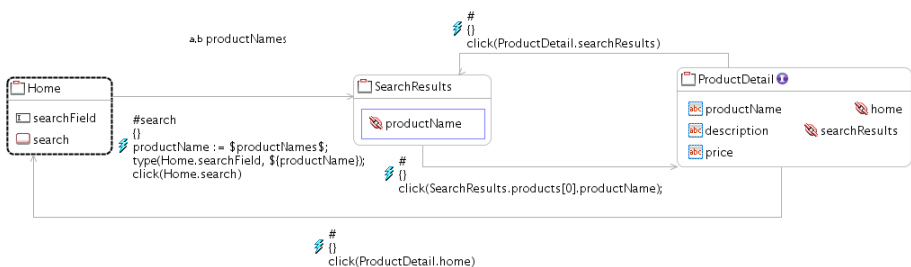 #
{}
click(ProductDetail.searchResults)
a,b productNames
Home
searchField
search
SearchResults
productName
ProductDetail I
productName
home
description
searchResults
price
#search
{}
productName := $productNames$;
type(Home.searchField, ${productName});
click(Home.search)
#
{}
click(SearchResults.products[0].productName);
#
{}
click(ProductDetail.home)